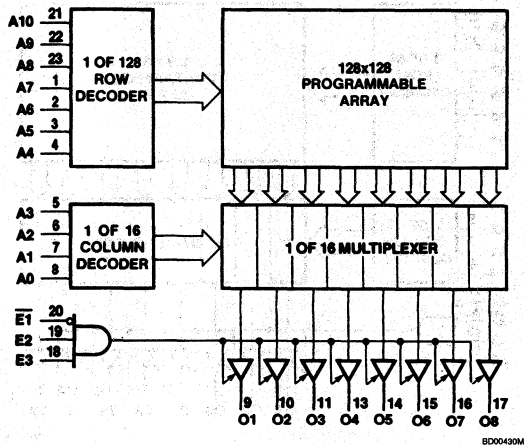 A10 21
A9 22
A8 23
A7 1
A6 2
A5 3
A4 4
1 OF 128
ROW
DECODER
128x128
PROGRAMMABLE
ARRAY
A3 5
A2 6
A1 7
A0 8
1 OF 16
COLUMN
DECODER
1 OF 16 MULTIPLEXER
E1 20
E2 19
E3 18
9 10 11 13 14 15 16 17
O1 O2 O3 O4 O5 O6 O7 O8
BD00430M